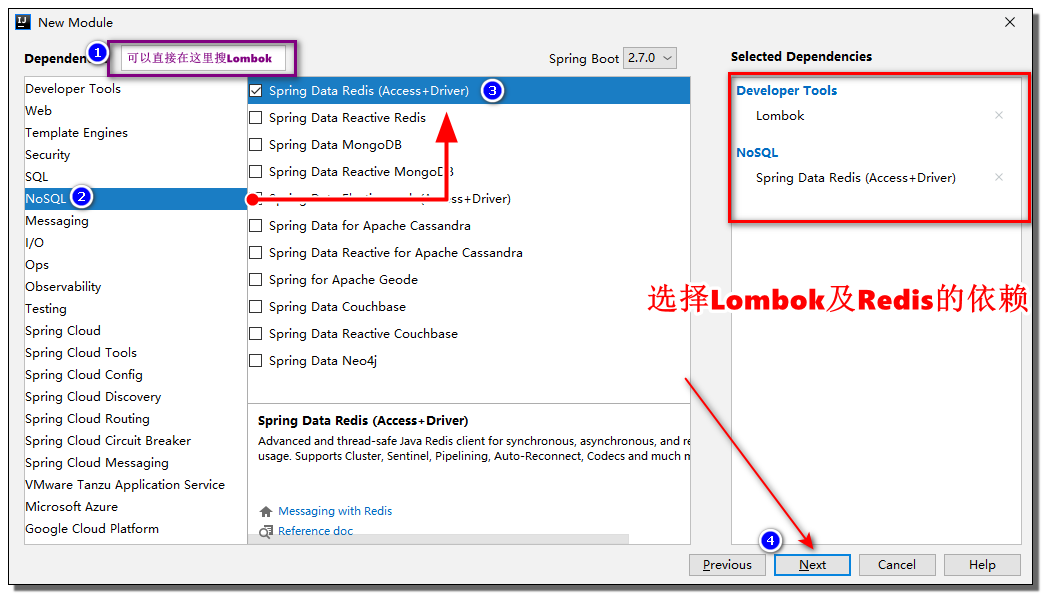 New Module
Dependen
1
可以直接在这里搜Lombok
Spring Boot
2.7.0
Selected Dependencies
Developer Tools
Web
Template Engines
Security
SQL
NoSQL
2
Messaging
I/O
Ops
Observability
Testing
Spring Cloud
Spring Cloud Tools
Spring Cloud Config
Spring Cloud Discovery
Spring Cloud Routing
Spring Cloud Circuit Breaker
Spring Cloud Messaging
VMware Tanzu Application Service
Microsoft Azure
Google Cloud Platform
Spring Data Redis (Access+Driver)
3
Spring Data Reactive Redis
Spring Data MongoDB
Spring Data Reactive MongoDB
ss+Driver)
Spring Data for Apache Cassandra
Spring Data Reactive for Apache Cassandra
Spring for Apache Geode
Spring Data Couchbase
Spring Data Reactive Couchbase
Spring Data Neo4j
Spring Data Redis (Access+Driver)
Advanced and thread-safe Java Redis client for synchronous, asynchronous, and re
usage. Supports Cluster, Sentinel, Pipelining, Auto-Reconnect, Codecs and much m
Messaging with Redis
Reference doc
Developer Tools
Lombok
NoSQL
Spring Data Redis (Access+Driver)
选择Lombok及Redis的依赖
4
Previous
Next
Cancel
Help